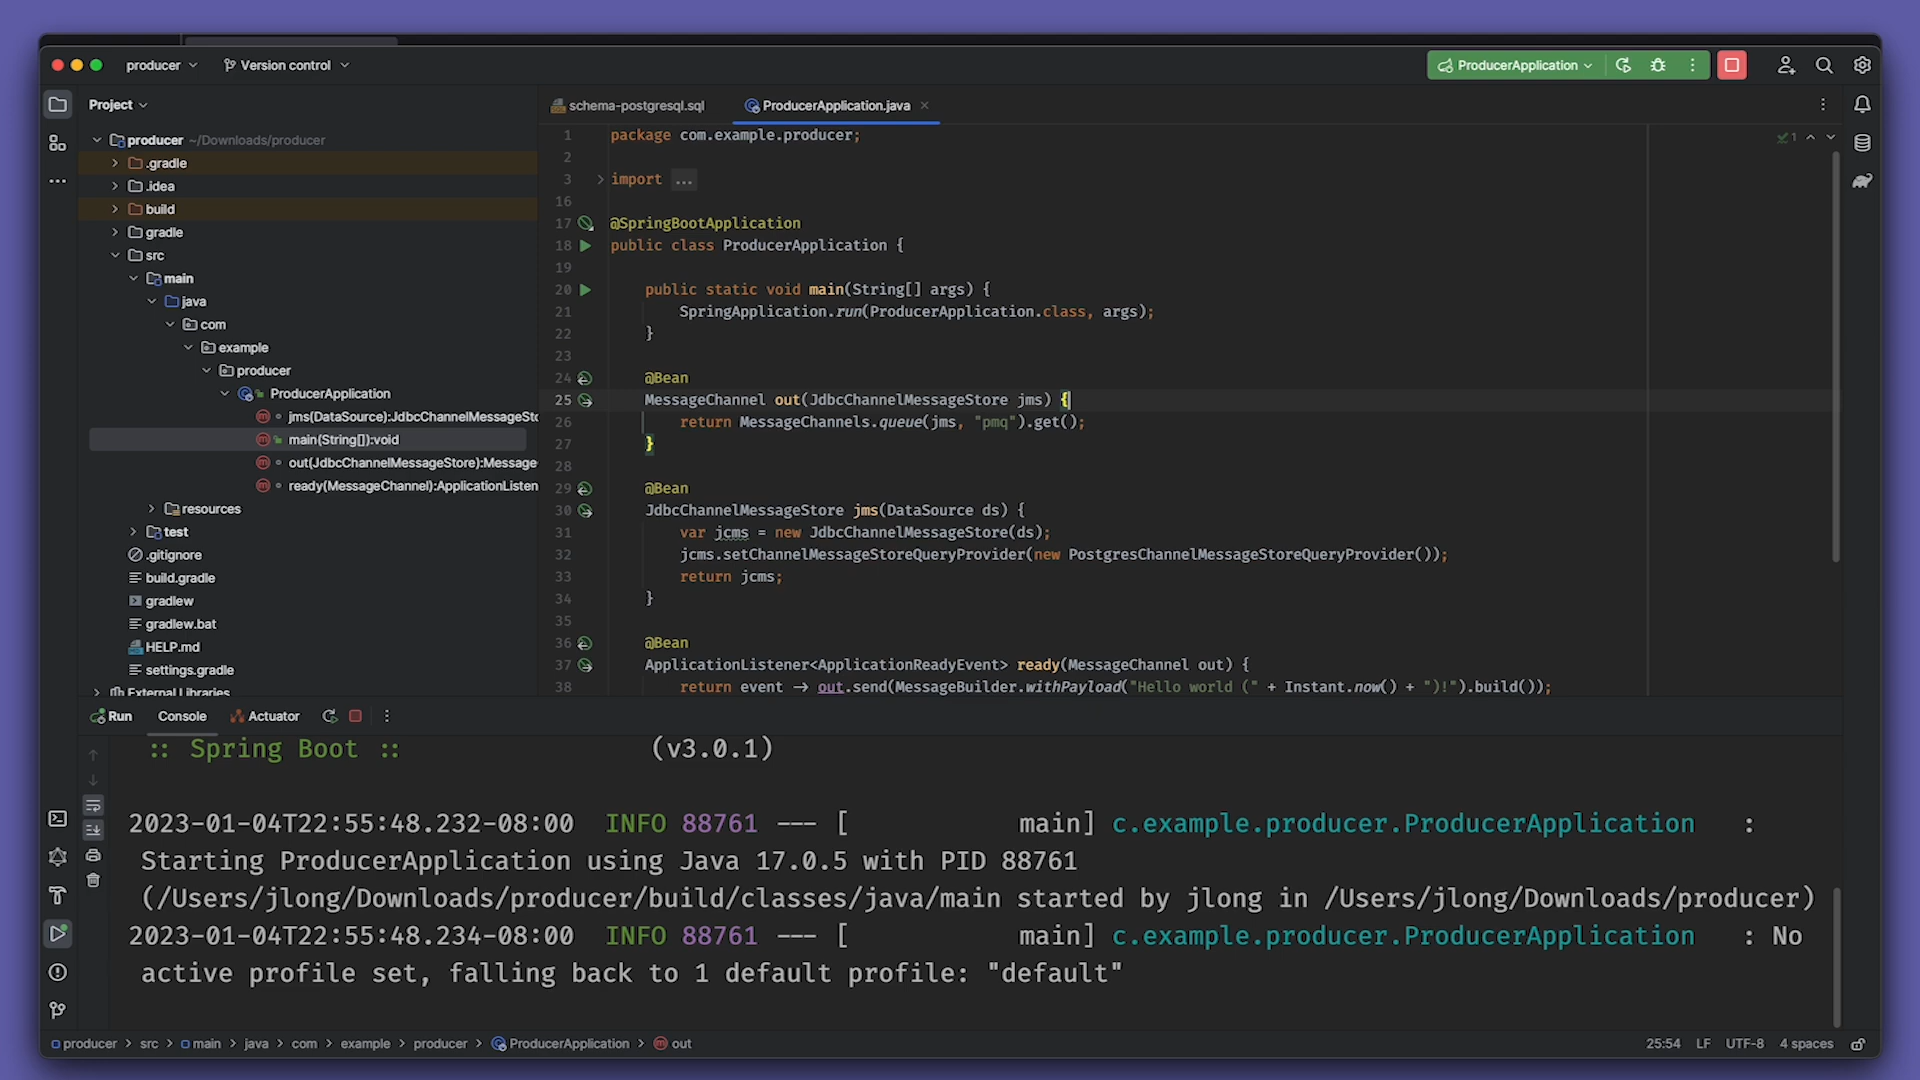 producer
Version control
ProducerApplication
Project
producer ~/Downloads/producer
.gradle
.idea
build
gradle
src
main
java
com
example
producer
ProducerApplication
jms(DataSource):JdbcChannelMessageSto
main(String[]):void
out(JdbcChannelMessageStore):Message
ready(MessageChannel):ApplicationListen
resources
test
.gitignore
build.gradle
gradlew
gradlew.bat
HELP.md
settings.gradle
External Libraries
schema-postgresql.sql
ProducerApplication.java
1 package com.example.producer;
1
2
3 import ...
16
17 @SpringBootApplication
18 public class ProducerApplication {
19
20 public static void main(String[] args) {
21 SpringApplication.run(ProducerApplication.class, args);
22 }
23
24 @Bean
25 MessageChannel out(JdbcChannelMessageStore jms) {
26 return MessageChannels.queue(jms, "pmq").get();
27 }
28
29 @Bean
30 JdbcChannelMessageStore jms(DataSource ds) {
31 var jcms = new JdbcChannelMessageStore(ds);
32 jcms.setChannelMessageStoreQueryProvider(new PostgresChannelMessageStoreQueryProvider());
33 return jcms;
34 }
35
36 @Bean
37 ApplicationListener<ApplicationReadyEvent> ready(MessageChannel out) {
38 return event → out.send(MessageBuilder.withPayload("Hello world (" + Instant.now() + ")!").build());
Run Console Actuator
:: Spring Boot :: (v3.0.1)
2023-01-04T22:55:48.232-08:00 INFO 88761 --- [ main] c.example.producer.ProducerApplication :
Starting ProducerApplication using Java 17.0.5 with PID 88761
(/Users/jlong/Downloads/producer/build/classes/java/main started by jlong in /Users/jlong/Downloads/producer)
2023-01-04T22:55:48.234-08:00 INFO 88761 --- [ main] c.example.producer.ProducerApplication : No
active profile set, falling back to 1 default profile: "default"
producer > src > main > java > com > example > producer > ProducerApplication > out
25:54 LF UTF-8 4 spaces